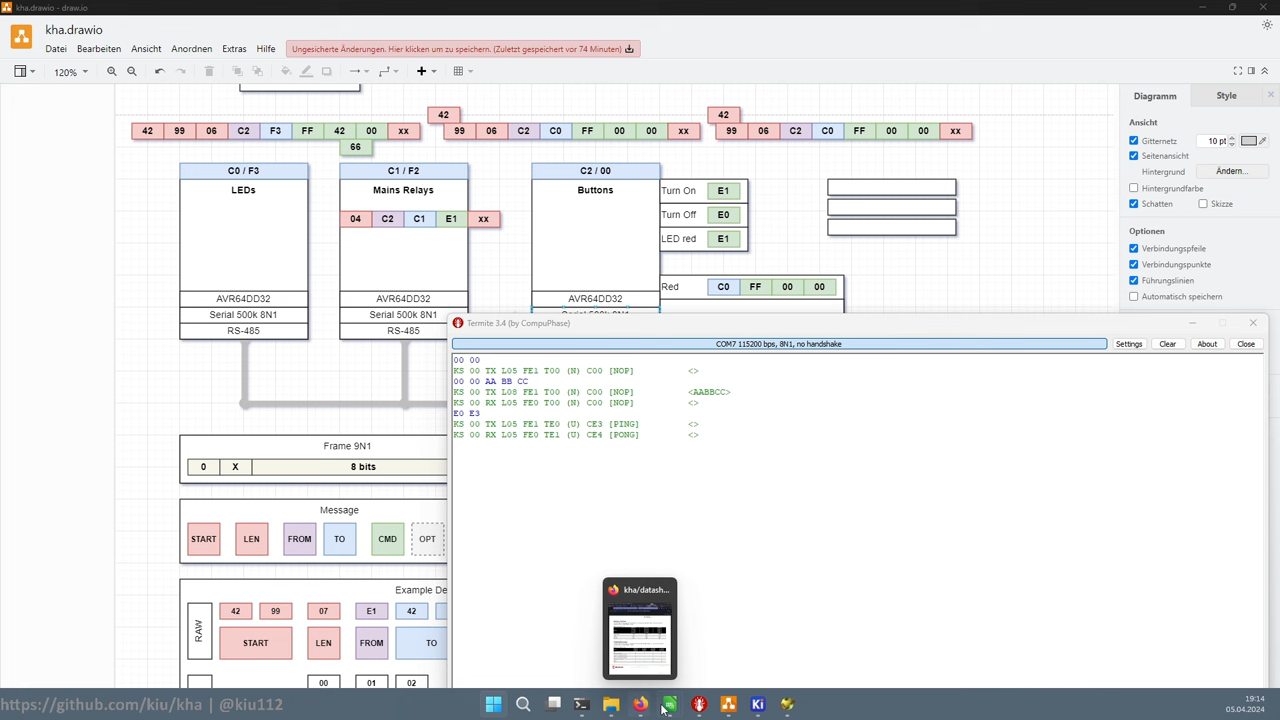 kha.drawio - draw.io
kha.drawio
Datei Bearbeiten Ansicht Anordnen Extras Hilfe
Ungesicherte Änderungen. Hier klicken um zu speichern. (Zuletzt gespeichert vor 74 Minuten)
120%
Diagramm Style
Ansicht
Gitternetz 10 pt
Seitenansicht
Hintergrund Ändern...
Hintergrundfarbe
Schatten Skizze
Optionen
Verbindungspfeile
Verbindungspunkte
Führungslinien
Automatisch speichern
42 42
42 99 06 C2 F3 FF 42 00 xx 99 06 C2 C0 FF 00 00 xx 99 06 C2 C0 FF 00 00 xx
66
C0 / F3 C1 / F2 C2 / 00
LEDs Mains Relays Buttons
Turn On E1
Turn Off E0
LED red E1
04 C2 C1 E1 xx
Red C0 FF 00 00
AVR64DD32 AVR64DD32 AVR64DD32
Serial 500k 8N1 Serial 500k 8N1 Serial 500k 8N1
RS-485 RS-485
Frame 9N1
0 X 8 bits
Message
START LEN FROM TO CMD OPT
Example De
42 99 07 E1 42
START LEN TO
00 01 02
Termite 3.4 (by CompuPhase)
COM7 115200 bps, 8N1, no handshake Settings Clear About Close
00 00
KS 00 TX L05 FE1 T00 (N) C00 [NOP] <>
00 00 AA BB CC
KS 00 TX L08 FE1 T00 (N) C00 [NOP] <AABBCC>
KS 00 RX L05 FE0 T00 (N) C00 [NOP] <>
E0 E3
KS 00 TX L05 FE1 TE0 (U) CE3 [PING] <>
KS 00 RX L05 FE0 TE1 (U) CE4 [PONG] <>
kha/datash...
https://github.com/kiu/kha | @kiu112
Ki
19:14
05.04.2024